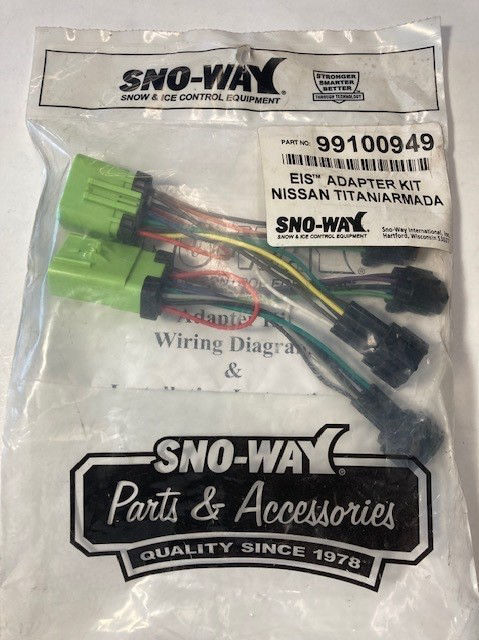 SNO-WAY®
SNOW & ICE CONTROL EQUIPMENT
STRONGER
SMARTER
BETTER
THROUGH TECHNOLOGY
PART NO: 99100949
EIS™ ADAPTER KIT
NISSAN TITAN/ARMADA
SNO-WAY®
SNOW & ICE CONTROL EQUIPMENT
Sno-Way International, Inc.
Hartford, Wisconsin
Adapter
Wiring Diagram
&
SNO-WAY®
Parts & Accessories
QUALITY SINCE 1978